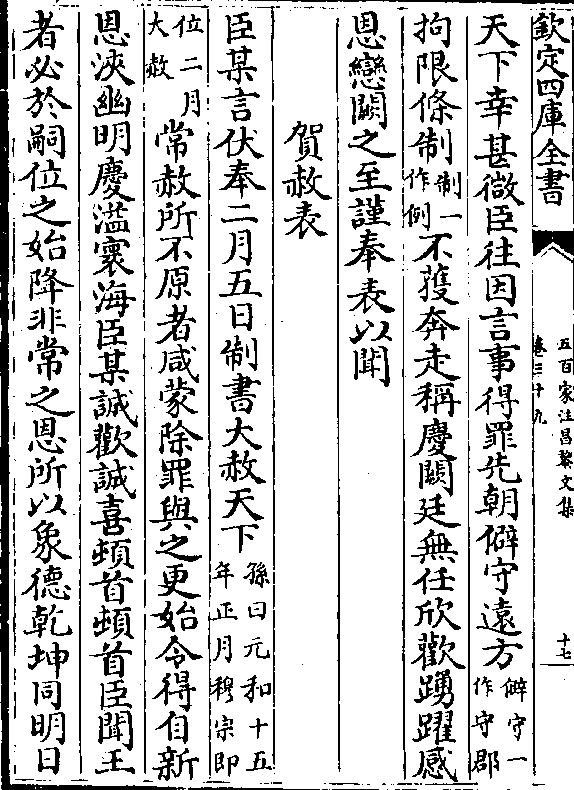 欽定四庫全書
五百家注昌黎文集
卷三十九
十七
天下幸甚微臣往因言事得罪先朝僻守遠方僻守一作守郡
拘限條制制一作例不獲奔走稱慶闕廷無任欣歡踴躍感
恩戀闕之至謹奉表以聞
賀赦表
臣某言伏奉二月五日制書大赦天下孫曰元和十五年正月穆宗即
位二月大赦常赦所不原者咸蒙除罪與之更始令得自新
恩浹幽明慶溢寰海臣某誠歡誠喜頓首頓首臣聞王
者必於嗣位之始降非常之恩所以象德乾坤同明日